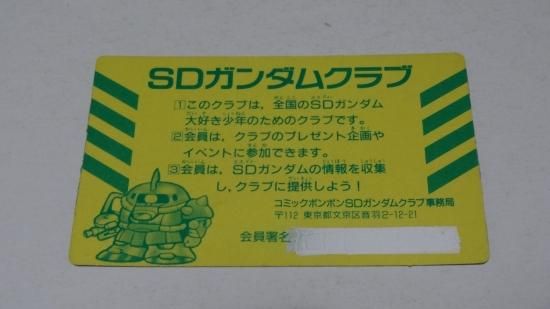 SDガンダムクラブ
1このクラブは、全国のSDガンダム
大好き少年のためのクラブです。
2会員は、クラブのプレゼント企画や
イベントに参加できます。
3会員は、SDガンダムの情報を収集
し、クラブに提供しよう!
コミックボンボンSDガンダムクラブ事務局
〒112 東京都文京区音羽2-12-21
会員署名